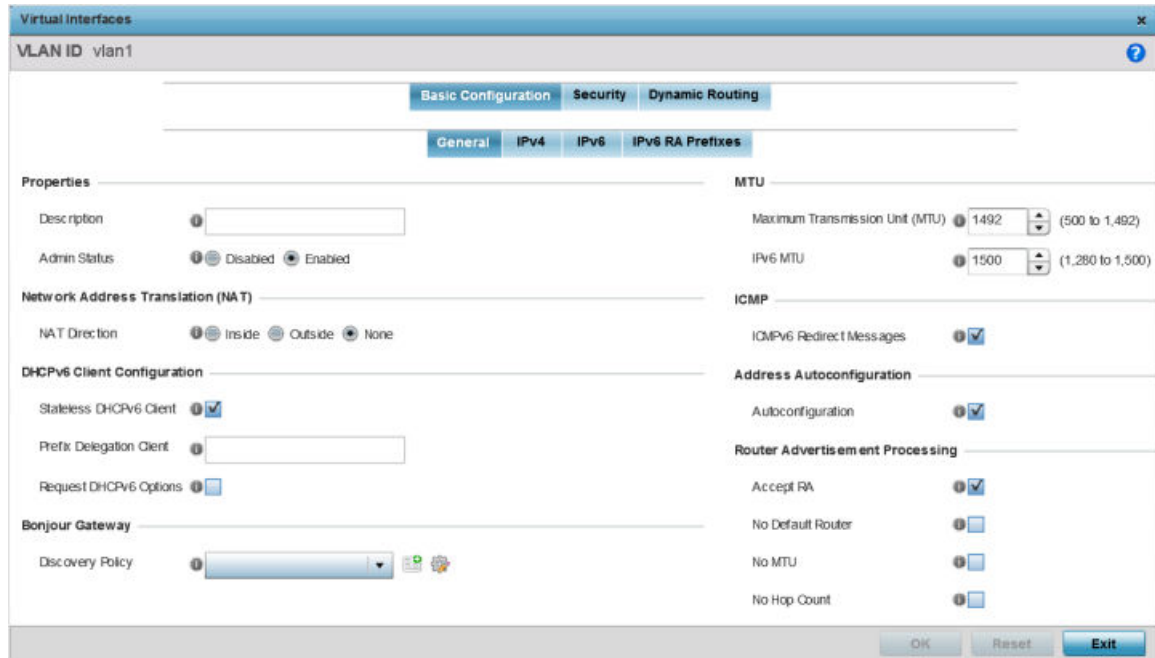 Virtual Interfaces
VLAN ID vlan1
Basic Configuration Security Dynamic Routing
General IPv4 IPv6 IPv6 RA Prefixes
Properties
Description
Admin Status Disabled Enabled
Network Address Translation (NAT)
NAT Direction Inside Outside None
DHCPv6 Client Configuration
Stateless DHCPv6 Client
Prefix Delegation Client
Request DHCPv6 Options
Bonjour Gateway
Discovery Policy
MTU
Maximum Transmission Unit (MTU) 1492 (500 to 1,492)
IPv6 MTU 1500 (1,280 to 1,500)
ICMP
ICMPv6 Redirect Messages
Address Autoconfiguration
Autoconfiguration
Router Advertisement Processing
Accept RA
No Default Router
No MTU
No Hop Count
OK Reset Exit